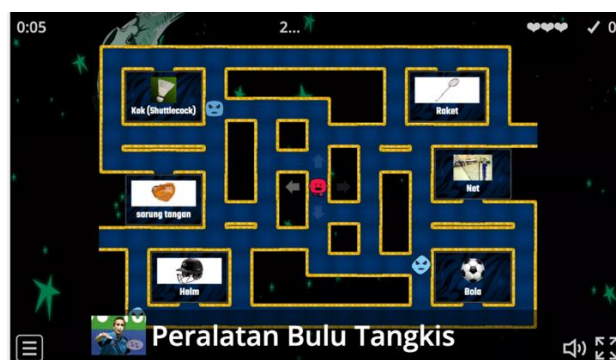 0:05
2...
✓ 0
Kok (Shuttlecock)
Raket
sarung tangan
Net
Helm
Bola
Peralatan Bulu Tangkis